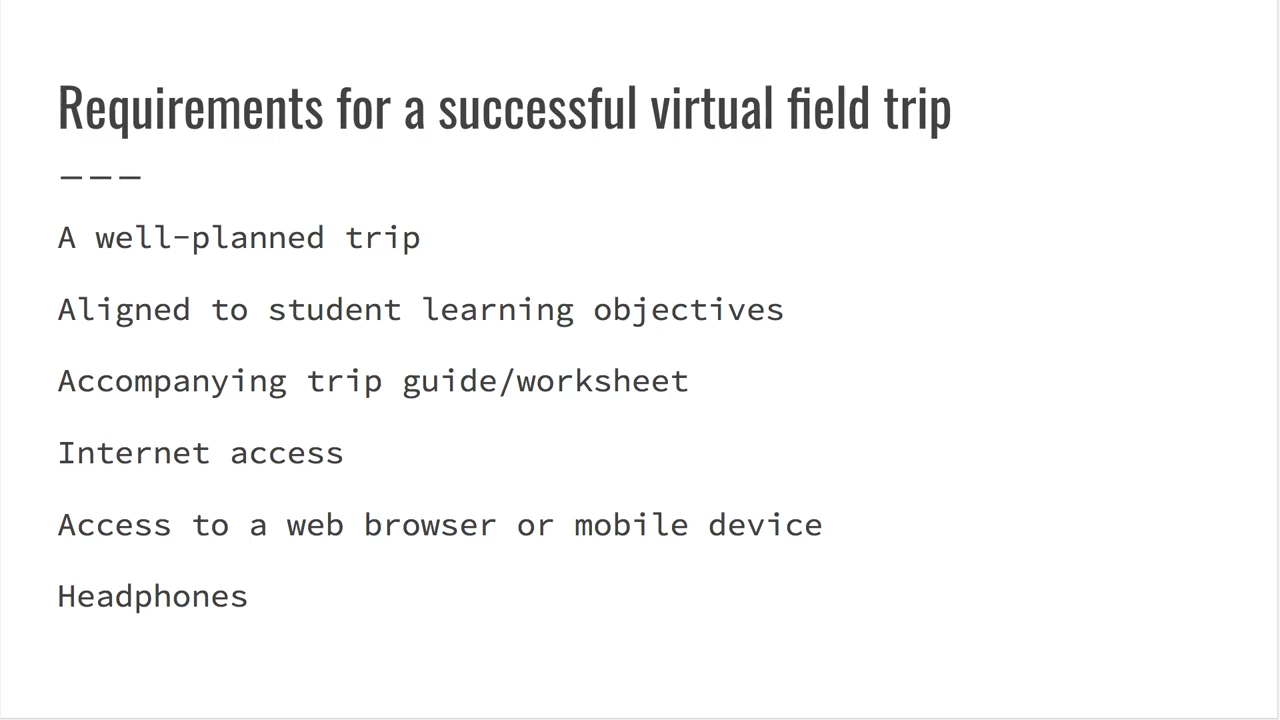 Requirements for a successful virtual field trip
———
A well-planned trip
Aligned to student learning objectives
Accompanying trip guide/worksheet
Internet access
Access to a web browser or mobile device
Headphones